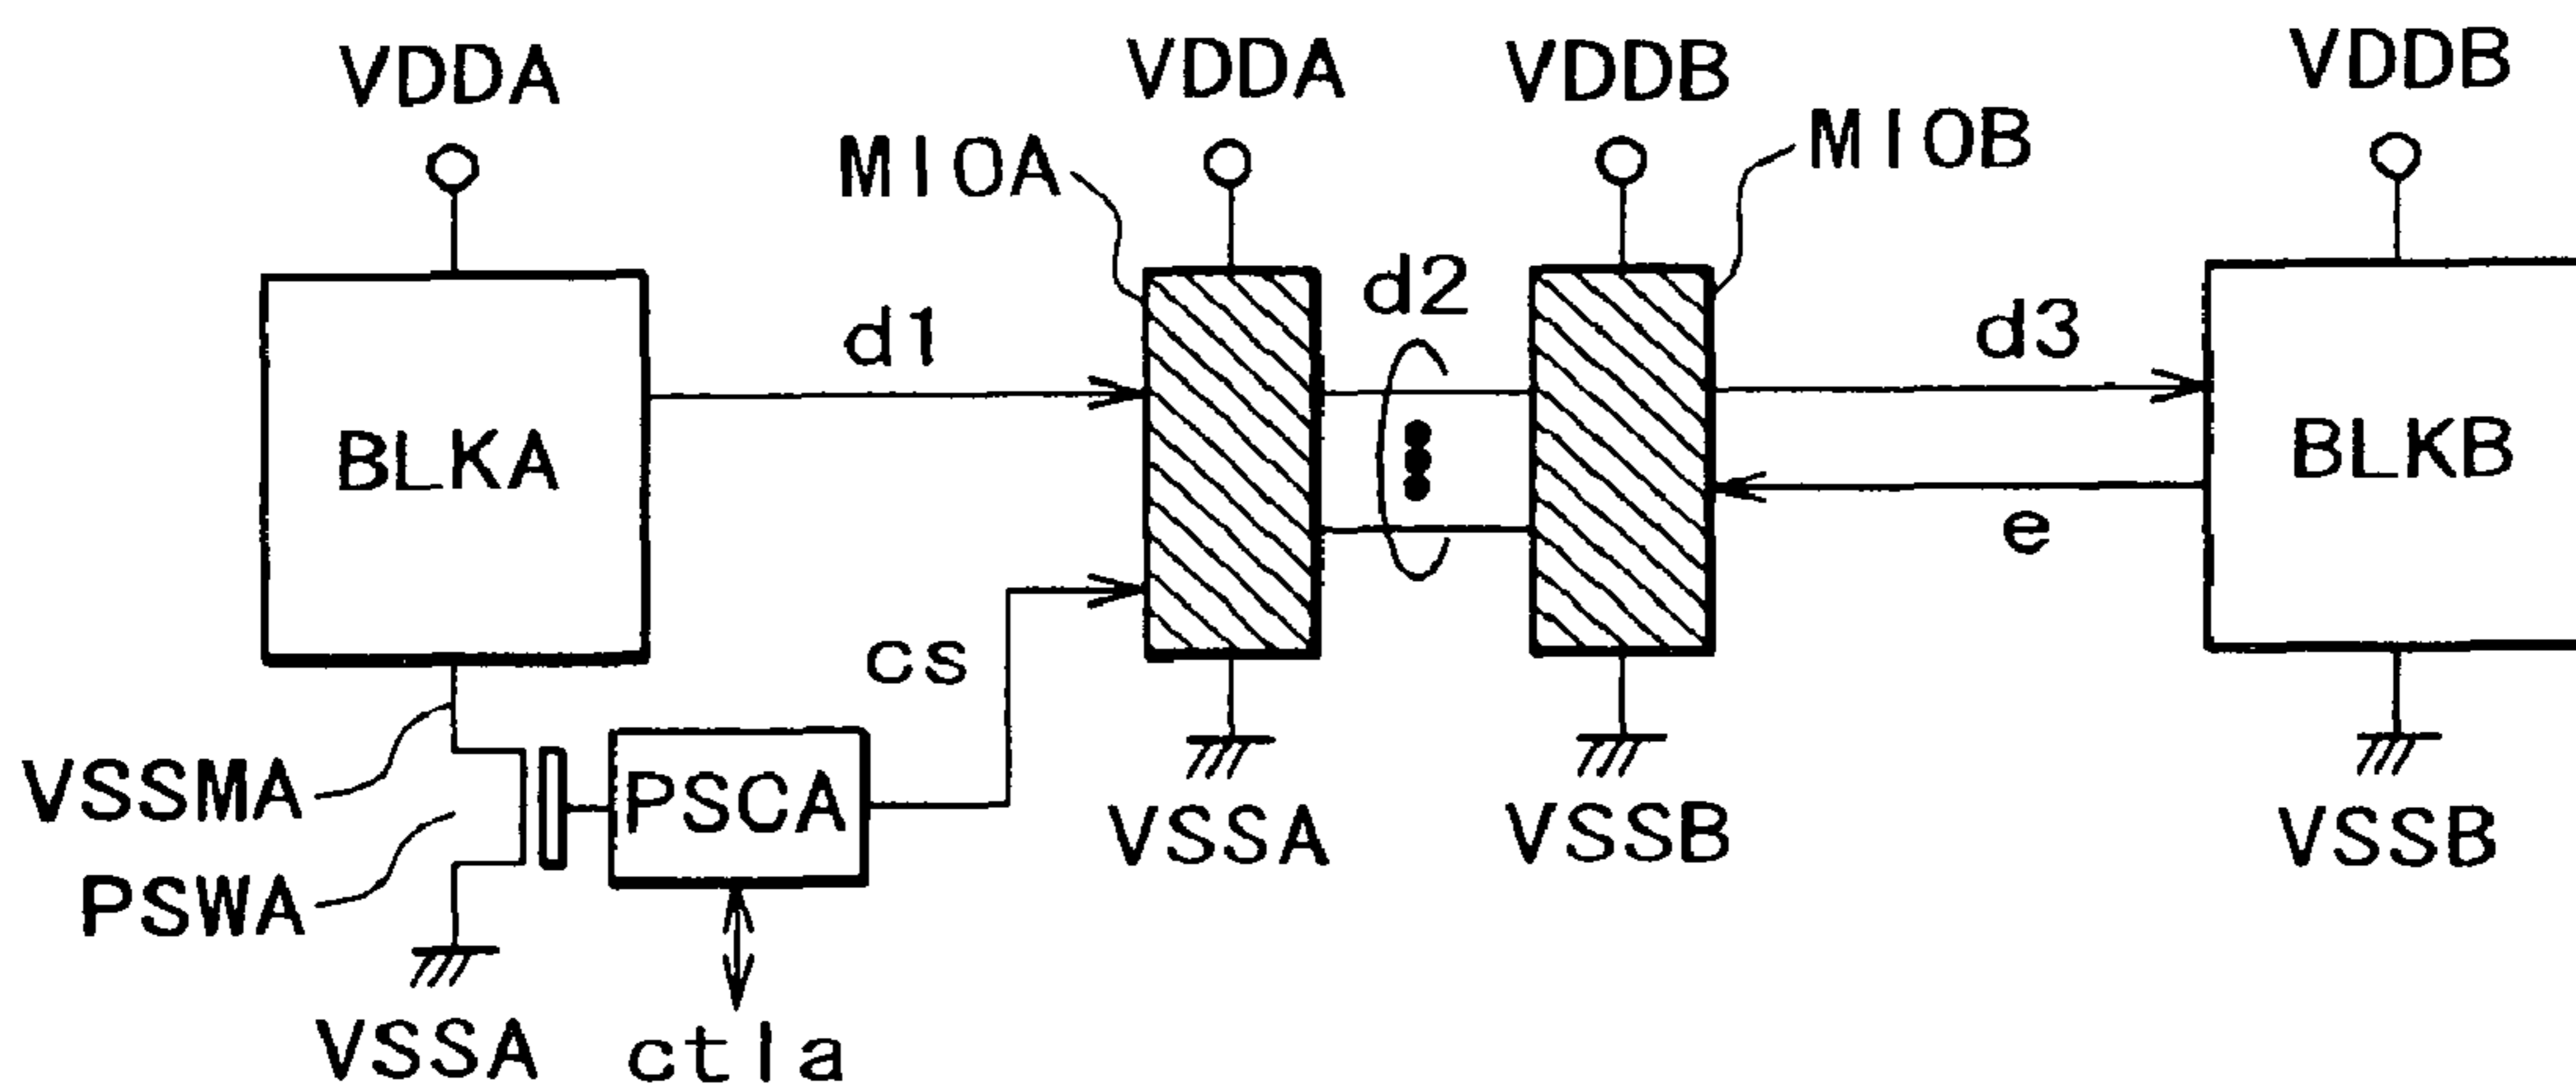 VDDA
VDDA
VDDB
VDDB
MIOA
MIOB
d2
d1
d3
BLKA
BLKB
e
cs
VSSMA
PSCA
PSWA
VSSA
VSSB
VSSB
VSSA
ctla